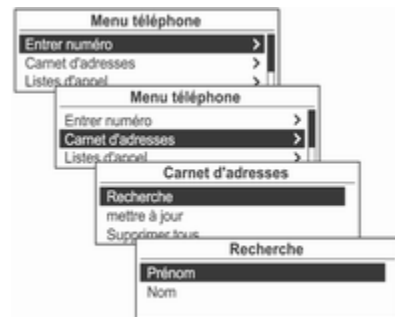 Menu téléphone
Entrer numéro >
Carnet d'adresses >
Listes d'appel
Menu téléphone
Entrer numéro >
Carnet d'adresses >
Listes d'appel
Carnet d'adresses
Recherche
mettre à jour
Supprimer tous
Recherche
Prénom
Nom